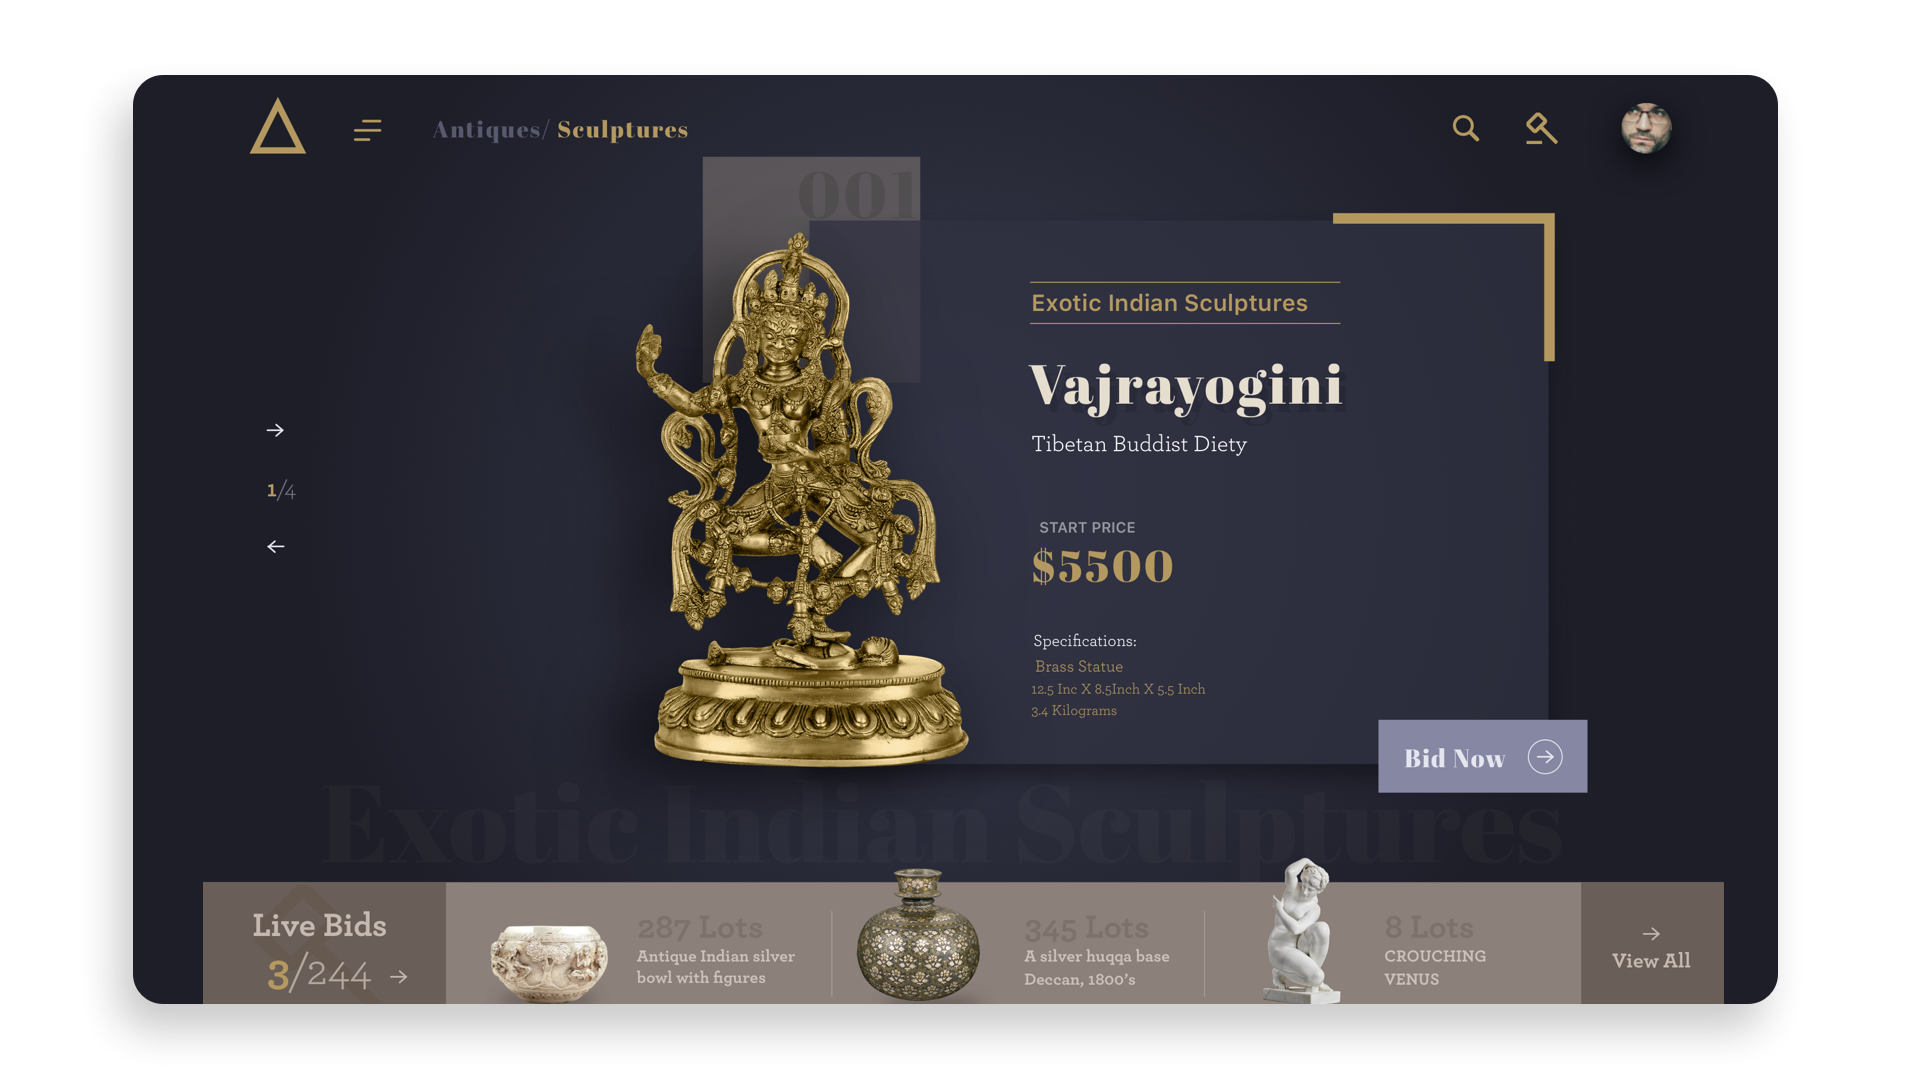 Antiques/ Sculptures
001
Exotic Indian Sculptures
Vajrayogini
Tibetan Buddist Diety
1/4
START PRICE
$5500
Specifications:
Brass Statue
12.5 Inc X 8.5Inch X 5.5 Inch
3.4 Kilograms
Bid Now
Exotic Indian Sculptures
Live Bids
3/244
287 Lots
Antique Indian silver
bowl with figures
345 Lots
A silver huqqa base
Deccan, 1800's
8 Lots
CROUCHING
VENUS
View All